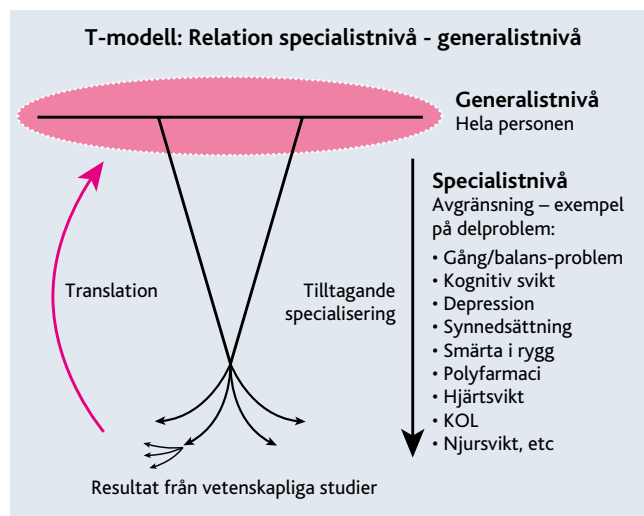 T-modell: Relation specialistnivå - generalistnivå
Generalistnivå
Hela personen
Specialistnivå
Avgränsning – exempel
på delproblem:
• Gång/balans-problem
• Kognitiv svikt
• Depression
• Synnedsättning
• Smärta i rygg
• Polyfarmaci
• Hjärtsvikt
• KOL
• Njursvikt, etc
Translation
Tilltagande
specialisering
Resultat från vetenskapliga studier